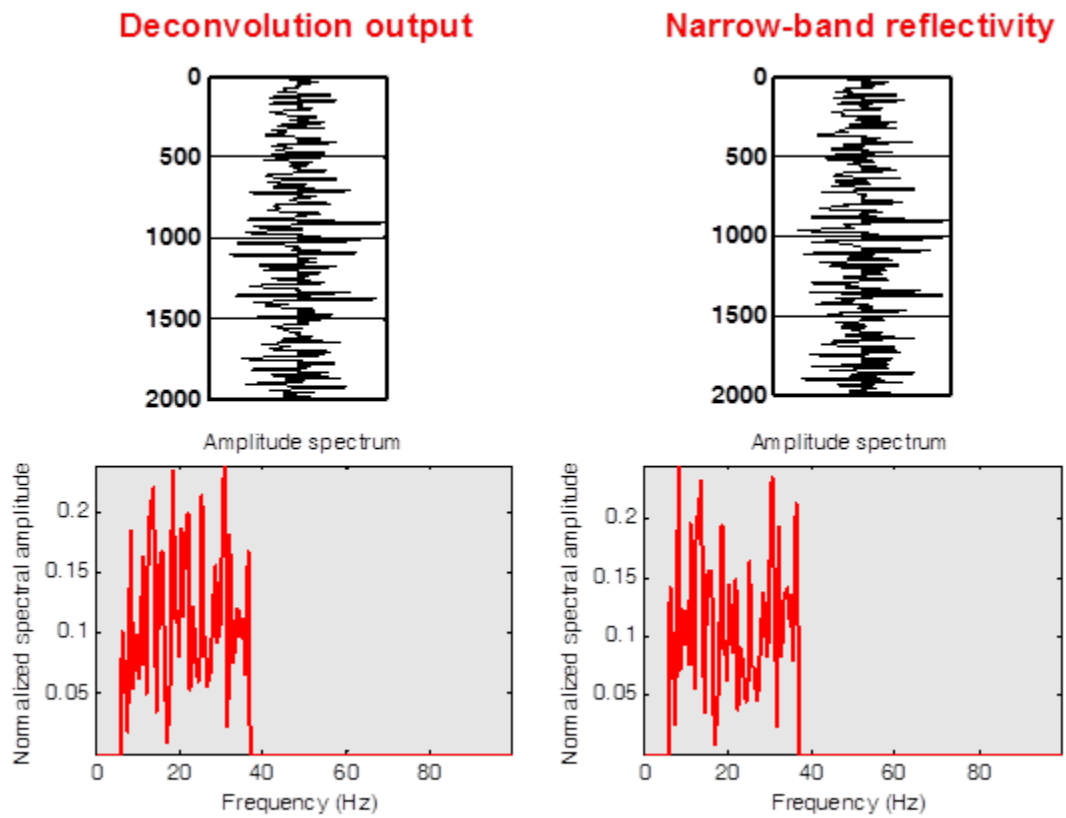 Deconvolution output
0
500
1000
1500
2000
Amplitude spectrum
Normalized spectral amplitude
0.2
0.15
0.1
0.05
0 20 40 60 80
Frequency (Hz)
Narrow-band reflectivity
0
500
1000
1500
2000
Amplitude spectrum
Normalized spectral amplitude
0.2
0.15
0.1
0.05
0 20 40 60 80
Frequency (Hz)